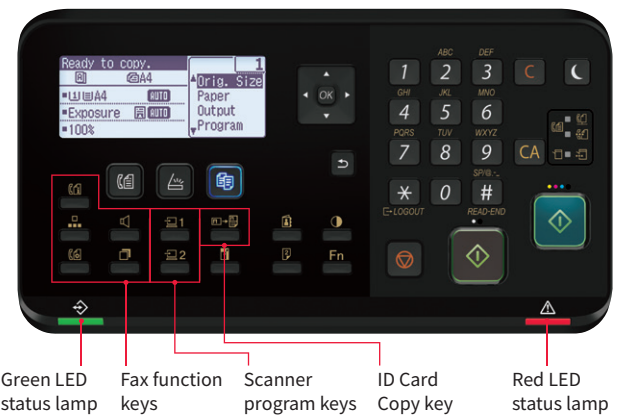 Ready to copy. 1
A4
A4 AUTO
Exposure AUTO
100%
Orig. Size
Paper
Output
Program
OK
ABC DEF
1 2 3 C
GHI JKL MNO
4 5 6
PQRS TUV WXYZ
7 8 9 CA
SP/@.-_
* 0 #
LOGOUT READ-END
1
2
Fn
Green LED
status lamp
Fax function
keys
Scanner
program keys
ID Card
Copy key
Red LED
status lamp